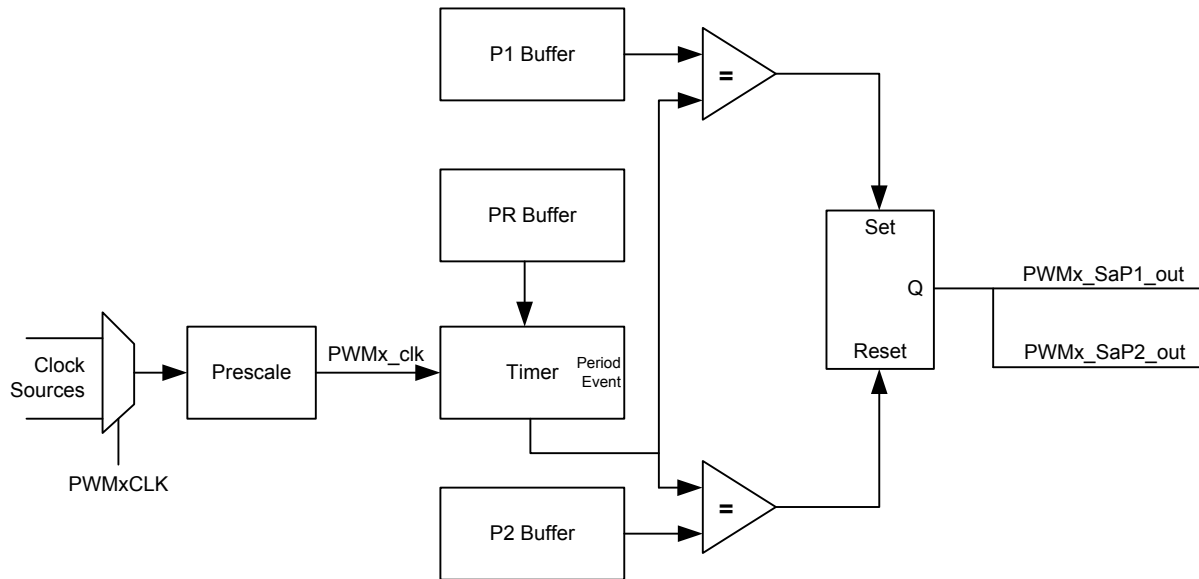 P1 Buffer
=
PR Buffer
Set
Q
PWMx_SaP1_out
Clock
Sources
Prescale
PWMx_clk
Timer
Period
Event
Reset
PWMx_SaP2_out
PWMxCLK
P2 Buffer
=